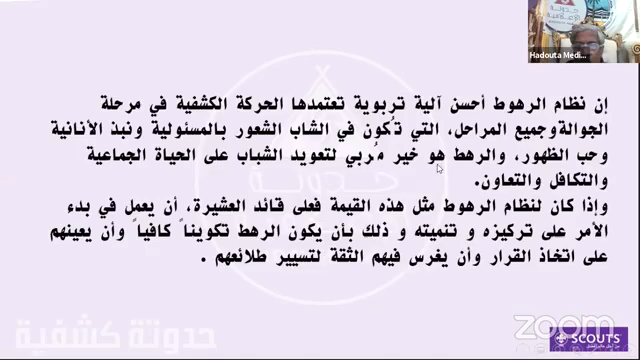 إن نظام الرهوط أحسن آلية تربوية تعتمدها الحركة الكشفية في مرحلة
الجوالةوجميع المراحل، التي تكون في الشاب الشعور بالمسئولية ونبذ الأنانية
وحب الظهور، والرهط هو خير مربي لتعويد الشباب على الحياة الجماعية
والتكافل والتعاون.
وإذا كان لنظام الرهوط مثل هذه القيمة فعلى قائد العشيرة، أن يعمل في بدء
الأمر على تركيزه و تنميته و ذلك بأن يكون الرهط تكويناً كافياً وأن يعينهم
على اتخاذ القرار وأن يغرس فيهم الثقة لتسيير طلائعهم .
Hadouta Medi...
حدوتة كشفية
zoom
SCOUTS